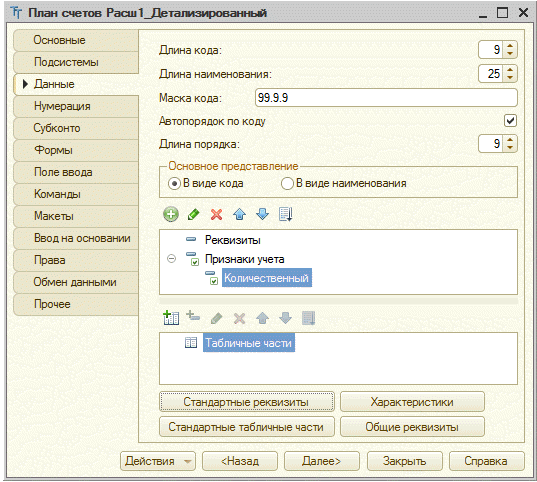 План счетов Расш1_Детализированный
Основные
Подсистемы
Данные
Нумерация
Субконто
Формы
Поле ввода
Команды
Макеты
Ввод на основании
Права
Обмен данными
Прочее
Длина кода: 9
Длина наименования: 25
Маска кода: 99.9.9
Автопорядок по коду
Длина порядка: 9
Основное представление
В виде кода В виде наименования
Реквизиты
Признаки учета
Количественный
Табличные части
Стандартные реквизиты Характеристики
Стандартные табличные части Общие реквизиты
Действия <Назад Далее> Закрыть Справка